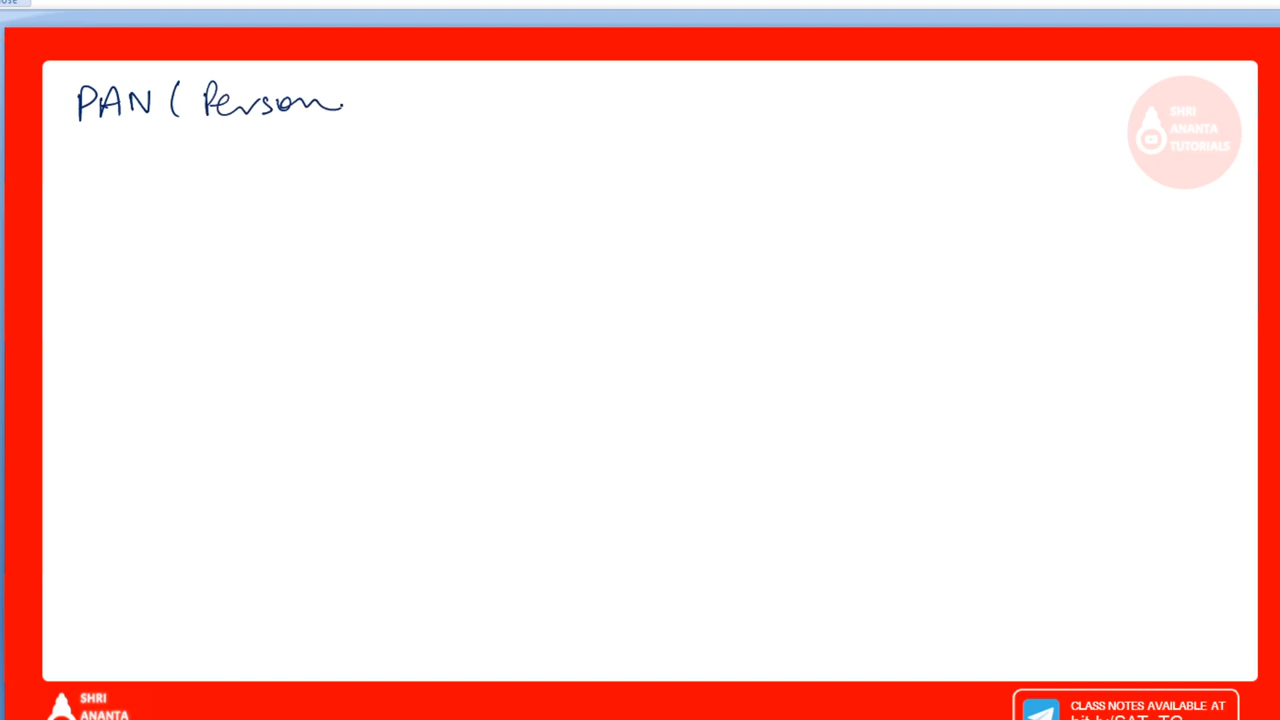 PAN ( Person
SHRI
ANANTA
TUTORIALS
SHRI
ANANTA
CLASS NOTES AVAILABLE AT